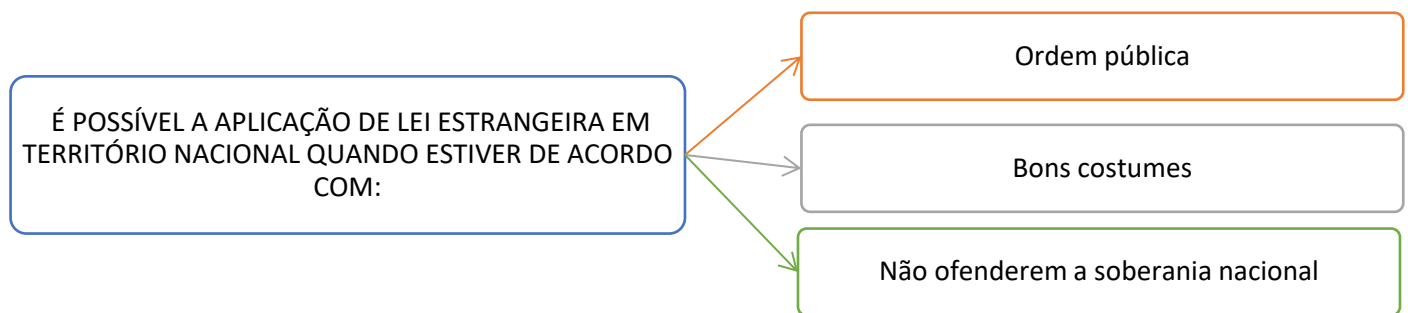 É POSSÍVEL A APLICAÇÃO DE LEI ESTRANGEIRA EM
TERRITÓRIO NACIONAL QUANDO ESTIVER DE ACORDO
COM:
Ordem pública
Bons costumes
Não ofenderem a soberania nacional